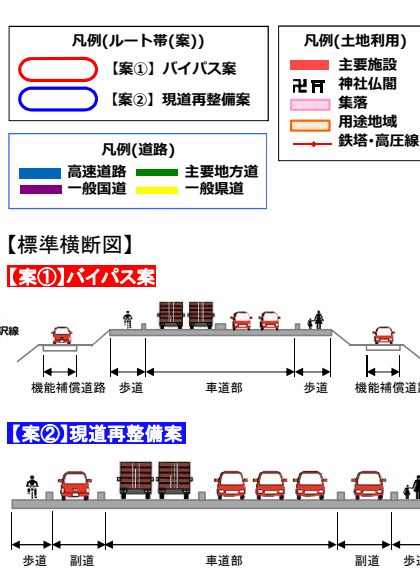 凡例(ルート帯(案))
【案①】バイパス案
【案②】現道再整備案
凡例(土地利用)
主要施設
神社仏閣
集落
用途地域
鉄塔・高圧線
凡例(道路)
高速道路 主要地方道
一般国道 一般県道
【標準横断図】
【案①】バイパス案
沢線
機能補償道路 歩道 車道部 歩道 機能補償道
【案②】現道再整備案
歩道 副道 車道部 副道 歩道